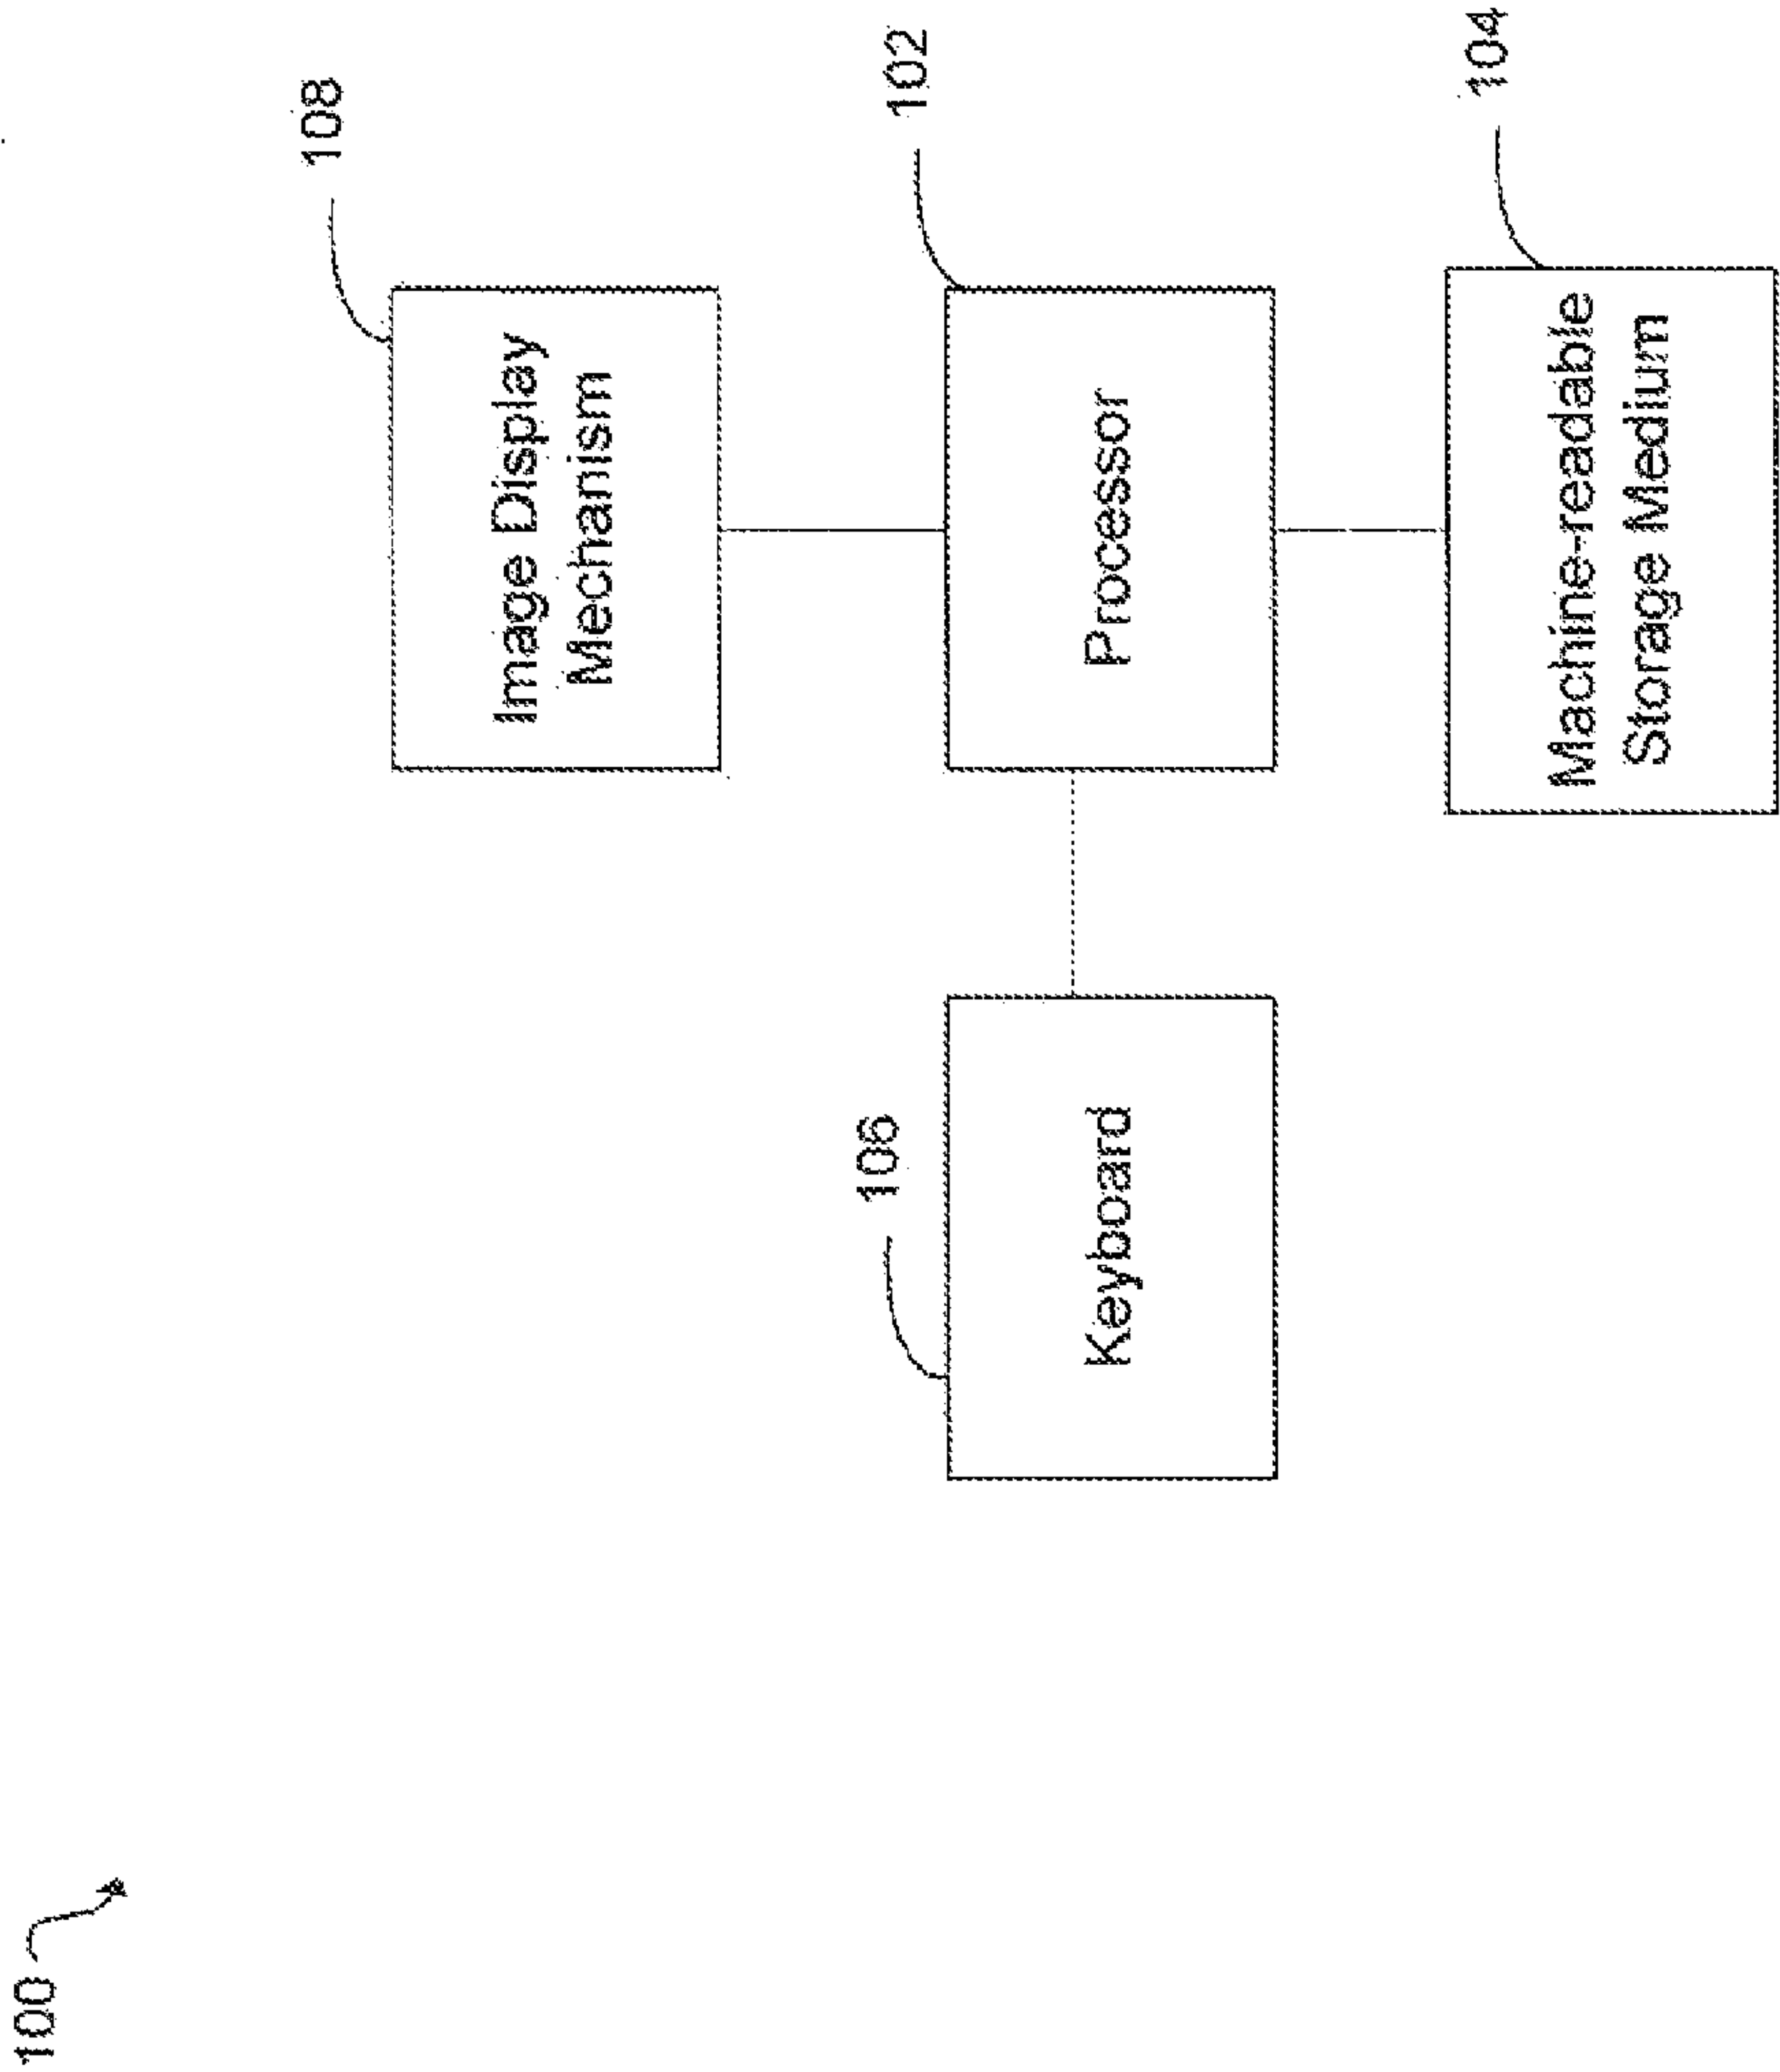 100
108
Image Display
Mechanism
102
Processor
106
Keyboard
104
Machine-readable
Storage Medium